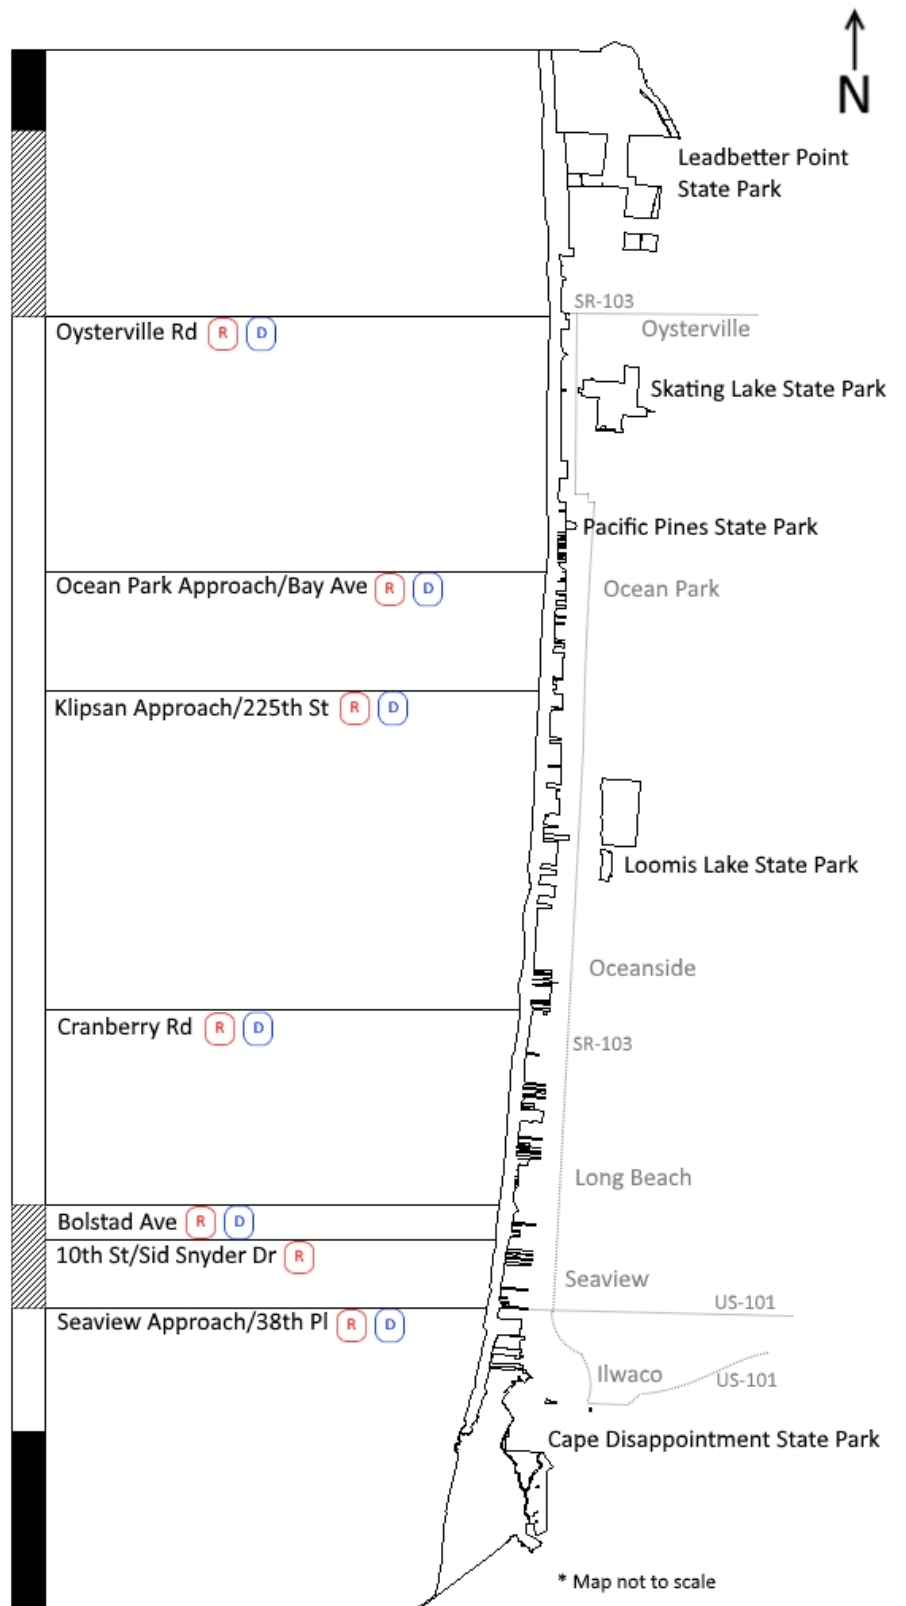 N
Leadbetter Point
State Park
SR-103
Oysterville Rd R D
Oysterville
Skating Lake State Park
Pacific Pines State Park
Ocean Park Approach/Bay Ave R D
Ocean Park
Klipsan Approach/225th St R D
Loomis Lake State Park
Oceanside
Cranberry Rd R D
SR-103
Long Beach
Bolstad Ave R D
10th St/Sid Snyder Dr R
Seaview
US-101
Seaview Approach/38th Pl R D
Ilwaco
US-101
Cape Disappointment State Park
* Map not to scale